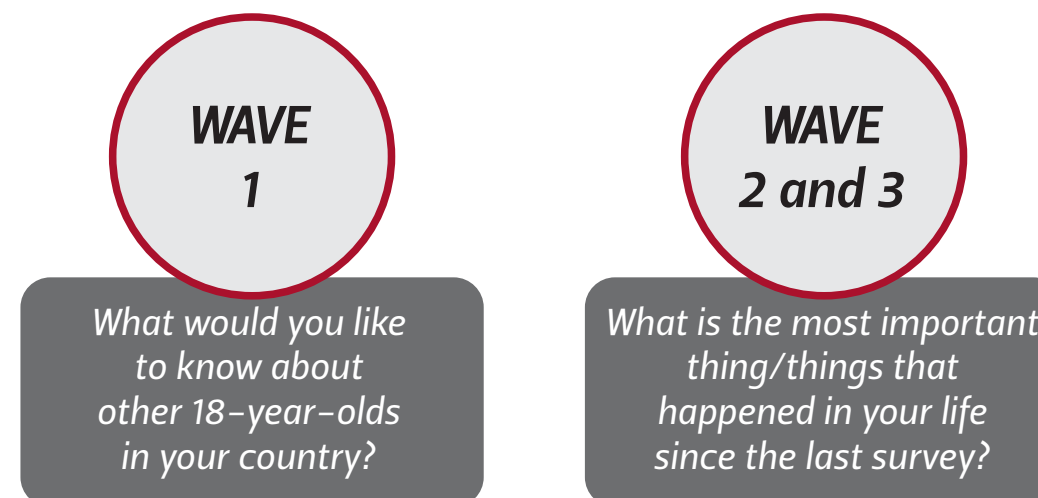 WAVE
1
What would you like
to know about
other 18-year-olds
in your country?
WAVE
2 and 3
What is the most important
thing/things that
happened in your life
since the last survey?